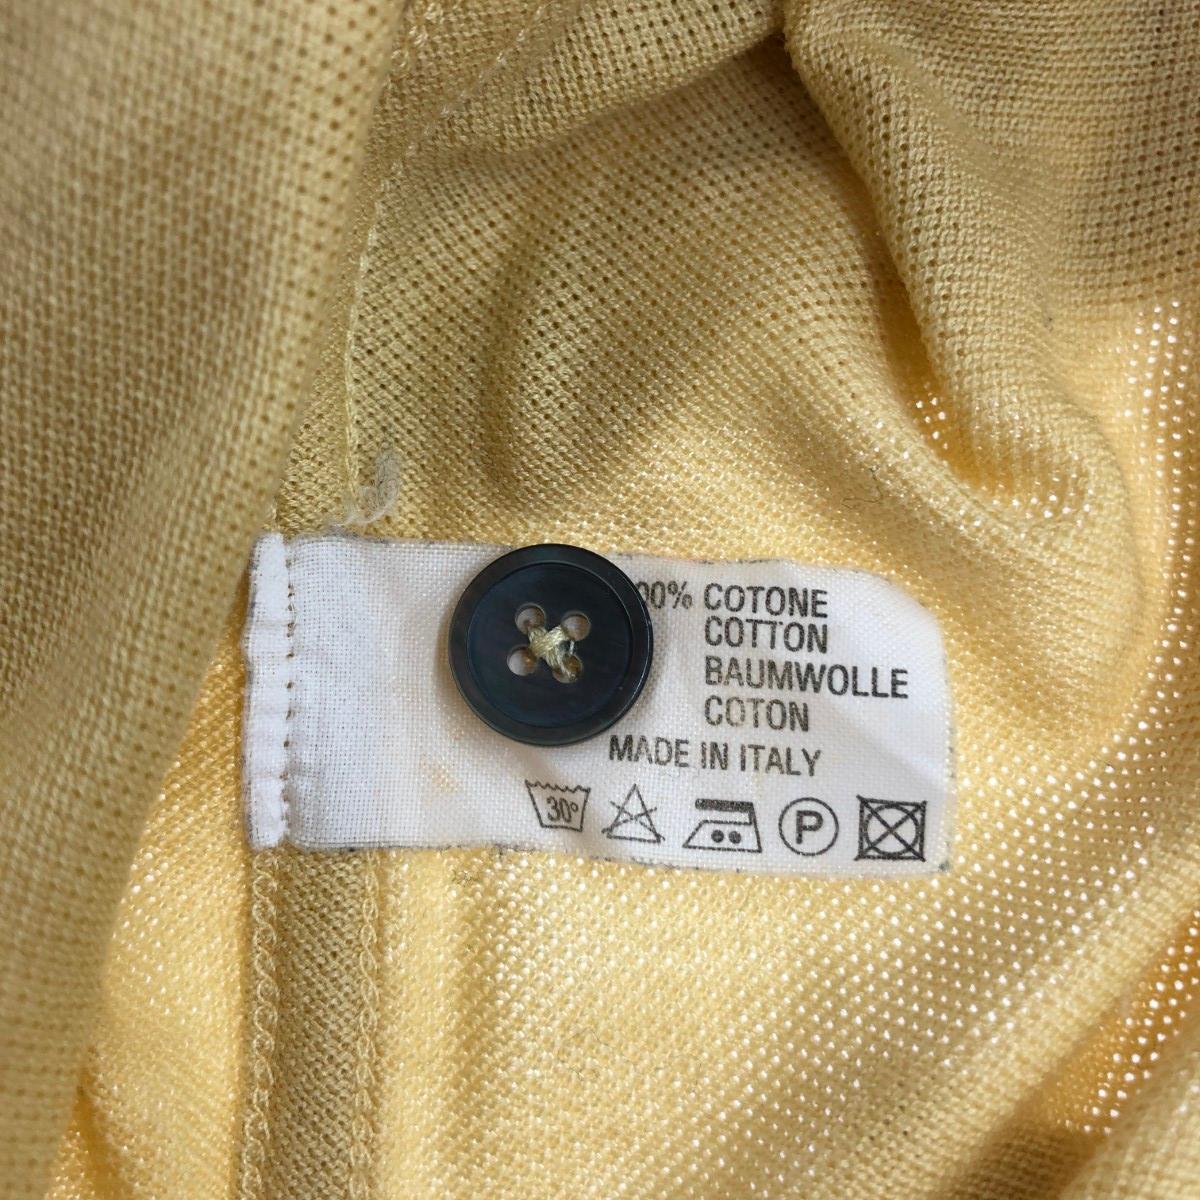 00% COTONE
COTTON
BAUMWOLLE
COTON
MADE IN ITALY
30° P